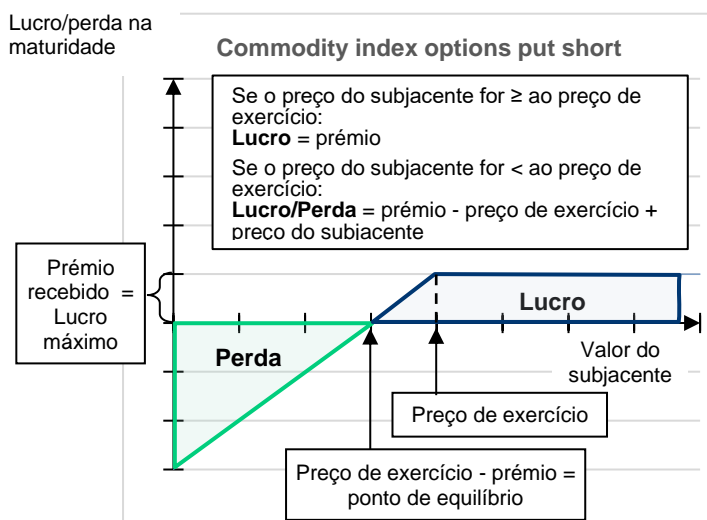 Lucro/perda na
maturidade
Commodity index options put short
Se o preço do subjacente for ≥ ao preço de
exercício:
Lucro = prémio
Se o preço do subjacente for < ao preço de
exercício:
Lucro/Perda = prémio - preço de exercício +
preço do subjacente
Prémio
recebido =
Lucro
máximo
Lucro
Perda
Valor do
subjacente
Preço de exercício
Preço de exercício - prémio =
ponto de equilíbrio